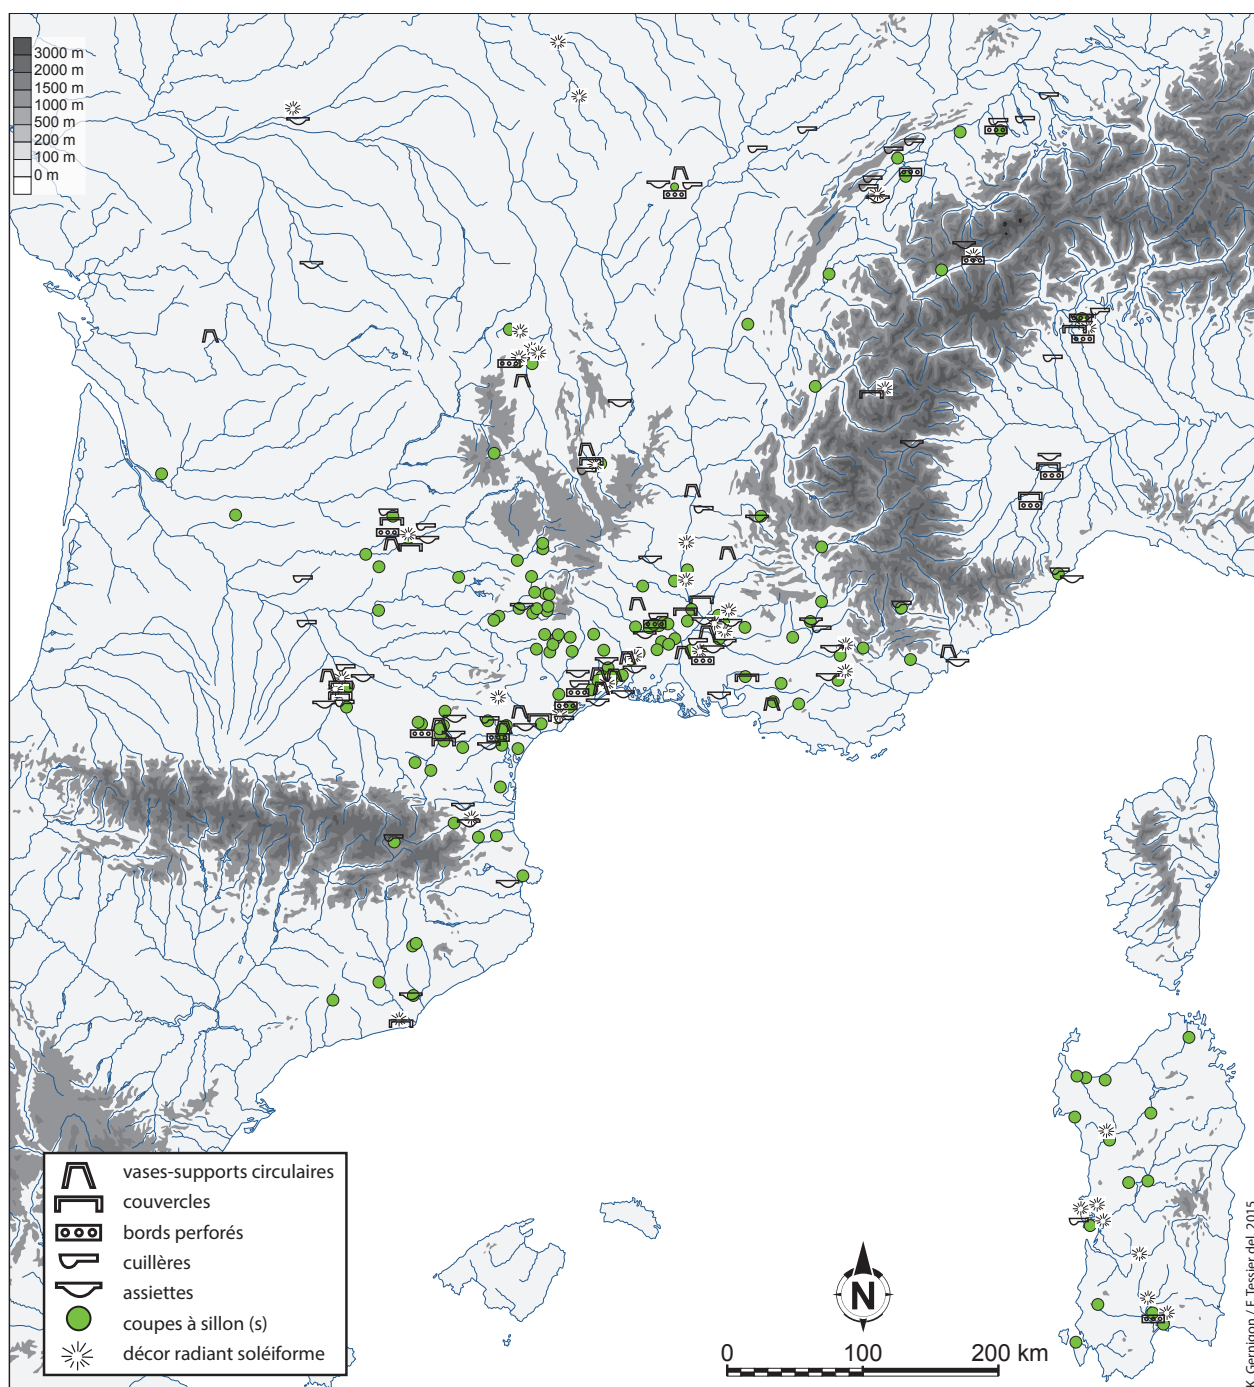 3000 m
2000 m
1500 m
1000 m
500 m
200 m
100 m
0 m
vases-supports circulaires
couvercles
bords perforés
cuillères
assiettes
coupes à sillon (s)
décor radiant soléiforme
N
0 100 200 km
K. Gernigon / F. Tessier del. 2015